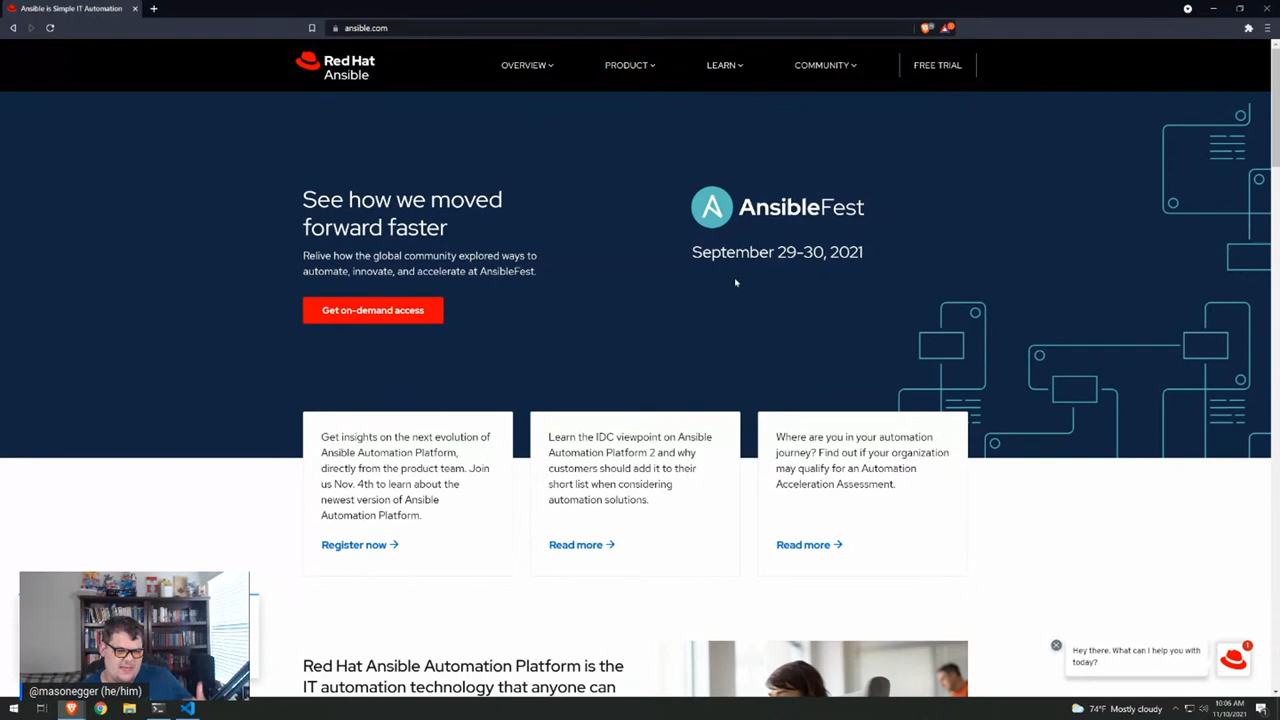 Ansible is Simple IT Automation
ansible.com
Red Hat
Ansible
OVERVIEW
PRODUCT
LEARN
COMMUNITY
FREE TRIAL
See how we moved
forward faster
Relive how the global community explored ways to
automate, innovate, and accelerate at AnsibleFest.
Get on-demand access
AnsibleFest
September 29-30, 2021
Get insights on the next evolution of
Ansible Automation Platform,
directly from the product team. Join
us Nov. 4th to learn about the
newest version of Ansible
Automation Platform.
Register now →
Learn the IDC viewpoint on Ansible
Automation Platform 2 and why
customers should add it to their
short list when considering
automation solutions.
Read more →
Where are you in your automation
journey? Find out if your organization
may qualify for an Automation
Acceleration Assessment.
Read more →
Red Hat Ansible Automation Platform is the
IT automation technology that anyone can
Hey there. What can I help you with
today?
1
@masonegger (he/him)
74°F Mostly cloudy
10:06 AM
11/10/2021